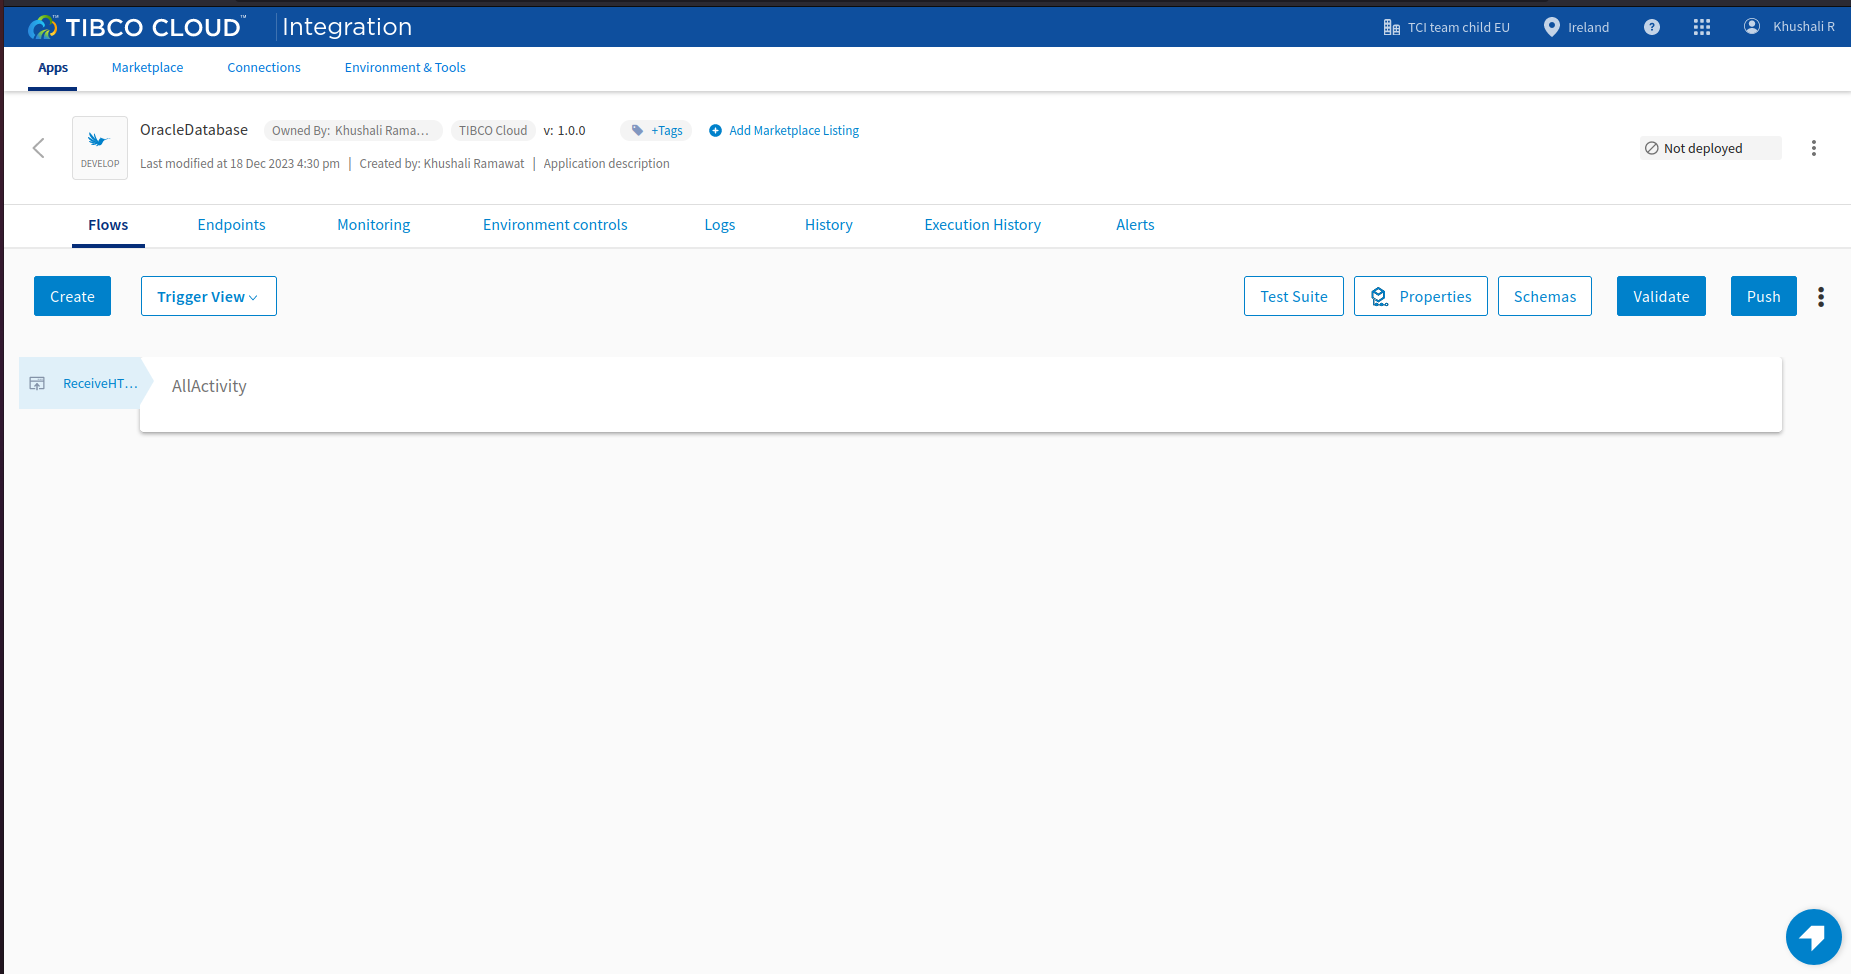 TIBCO CLOUD™ Integration TCI team child EU Ireland ? Khushali R
Apps Marketplace Connections Environment & Tools
OracleDatabase Owned By: Khushali Rama... TIBCO Cloud v: 1.0.0 +Tags Add Marketplace Listing
DEVELOP Last modified at 18 Dec 2023 4:30 pm | Created by: Khushali Ramawat | Application description
Not deployed
Flows Endpoints Monitoring Environment controls Logs History Execution History Alerts
Create Trigger View Test Suite Properties Schemas Validate Push
ReceiveHT... AllActivity